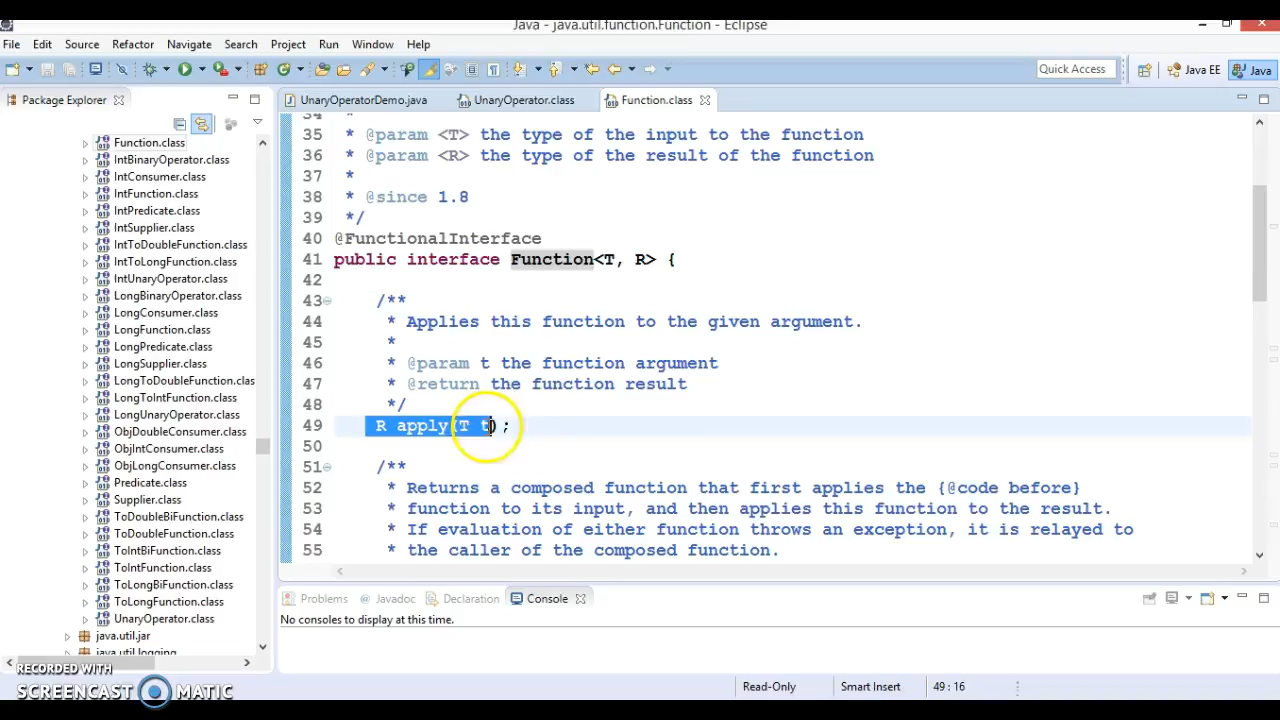 Java - java.util.function.Function - Eclipse
File Edit Source Refactor Navigate Search Project Run Window Help
Quick Access
Java EE
Java
Package Explorer
UnaryOperatorDemo.java
UnaryOperator.class
Function.class
Function.class
IntBinaryOperator.class
IntConsumer.class
IntFunction.class
IntPredicate.class
IntSupplier.class
IntToDoubleFunction.class
IntToLongFunction.class
IntUnaryOperator.class
LongBinaryOperator.class
LongConsumer.class
LongFunction.class
LongPredicate.class
LongSupplier.class
LongToDoubleFunction.clas
LongToIntFunction.class
LongUnaryOperator.class
ObjDoubleConsumer.class
ObjIntConsumer.class
ObjLongConsumer.class
Predicate.class
Supplier.class
ToDoubleBiFunction.class
ToDoubleFunction.class
ToIntBiFunction.class
ToIntFunction.class
ToLongBiFunction.class
ToLongFunction.class
UnaryOperator.class
java.util.jar
java.util.logging
34 *
35 * @param <T> the type of the input to the function
36 * @param <R> the type of the result of the function
37 *
38 * @since 1.8
39 */
40 @FunctionalInterface
41 public interface Function<T, R> {
42
43 /**
44 * Applies this function to the given argument.
45 *
46 * @param t the function argument
47 * @return the function result
48 */
49 R apply(T t);
50
51 /**
52 * Returns a composed function that first applies the {@code before}
53 * function to its input, and then applies this function to the result.
54 * If evaluation of either function throws an exception, it is relayed to
55 * the caller of the composed function.
Problems @ Javadoc Declaration Console
No consoles to display at this time.
Read-Only Smart Insert 49 : 16
RECORDED WITH
SCREENCAST MATIC